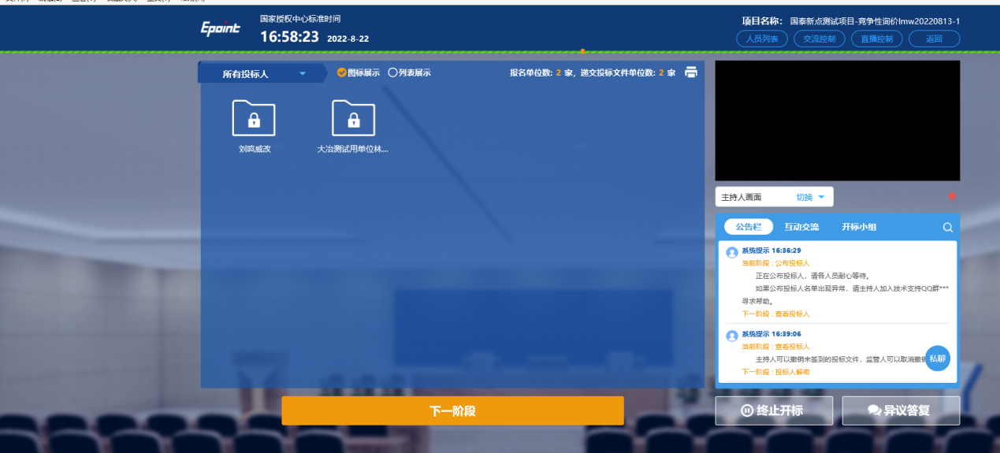 Epoint
国家授权中心标准时间
16:58:23 2022-8-22
项目名称: 国泰新点测试项目-竞争性询价lmw20220813-1
人员列表 交流控制 直播控制 返回
所有投标人 图标展示 列表展示 报名单位数: 2 家, 递交投标文件单位数: 2 家
刘鸣威改 大冶测试用单位林...
主持人画面 切换
公告栏 互动交流 开标小组
系统提示 16:36:29
当前阶段 : 公布投标人
正在公布投标人，请各人员耐心等待。
如果公布投标人名单出现异常，请主持人加入技术支持QQ群***
寻求帮助。
下一阶段 : 查看投标人
系统提示 16:39:06
当前阶段 : 查看投标人
主持人可以撤销未签到的投标文件，监管人可以取消撤
私聊
下一阶段 : 投标人解密
下一阶段 终止开标 异议答复